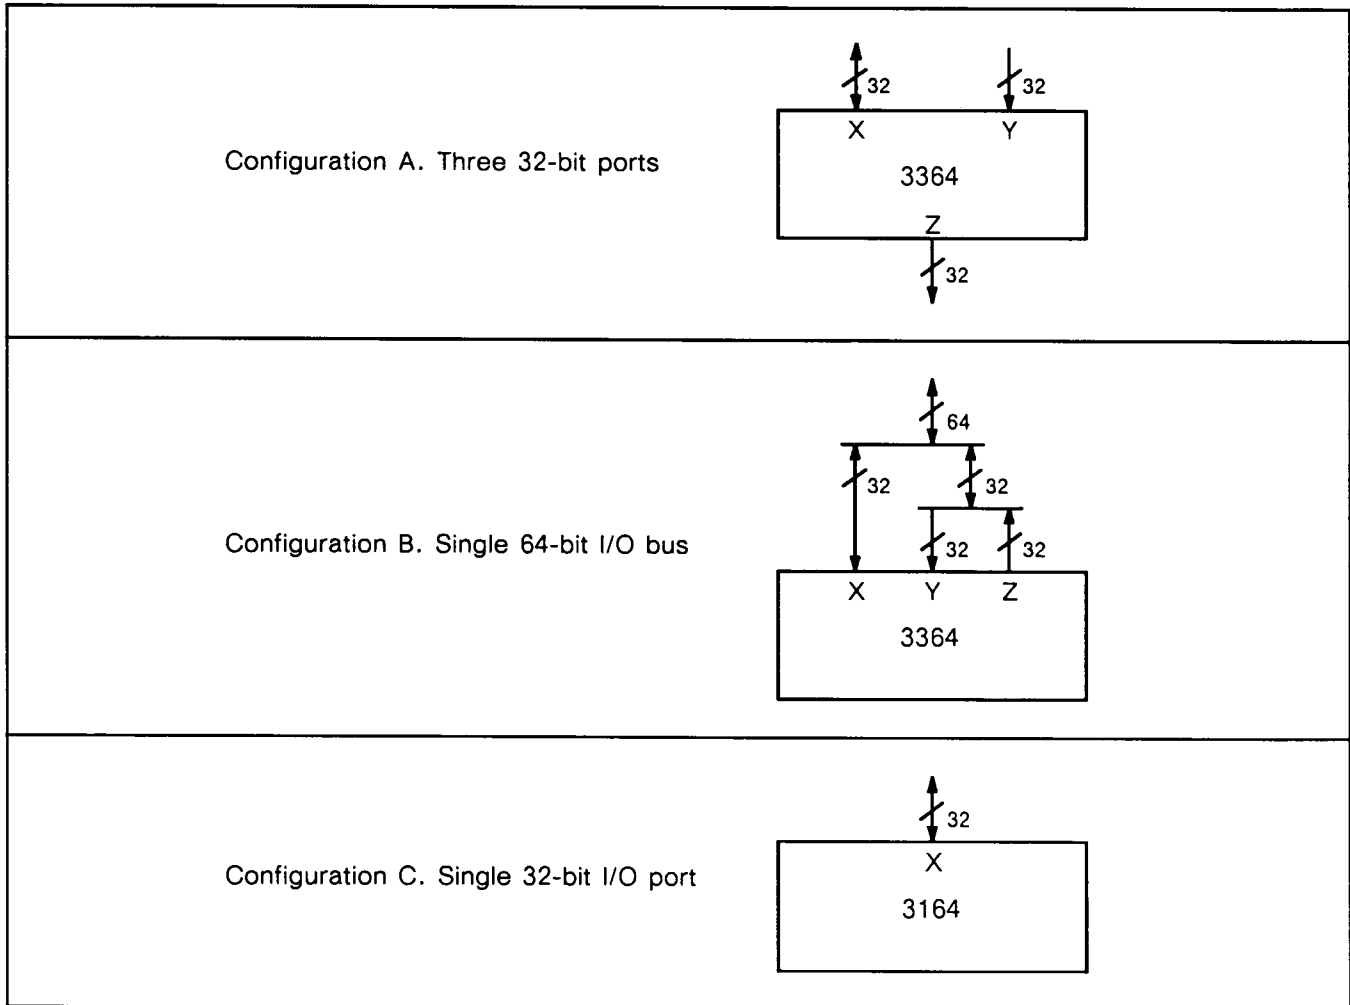 32 32
X Y
Configuration A. Three 32-bit ports
3364
Z
32
64
32 32
Configuration B. Single 64-bit I/O bus
32 32
X Y Z
3364
32
X
Configuration C. Single 32-bit I/O port
3164